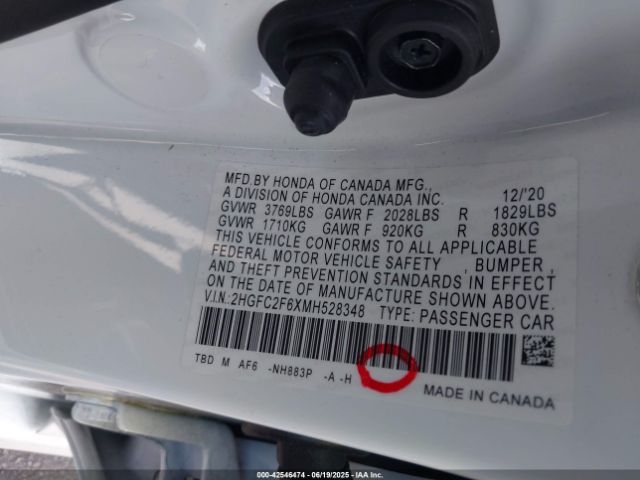 MFD.BY HONDA OF CANADA MFG.,
A DIVISION OF HONDA CANADA INC. 12/'20
GVWR 3769LBS GAWR F 2028LBS R 1829LBS
GVWR 1710KG GAWR F 920KG R 830KG
THIS VEHICLE CONFORMS TO ALL APPLICABLE
FEDERAL MOTOR VEHICLE SAFETY , BUMPER,
AND THEFT PREVENTION STANDARDS IN EFFECT
ON THE DATE OF MANUFACTURE SHOWN ABOVE.
V.I.N.:2HGFC2F6XMH528348 TYPE: PASSENGER CAR
TBD M AF6 -NH883P -A -H
MADE IN CANADA
000-42546474 - 06/19/2025 - IAAI.COM